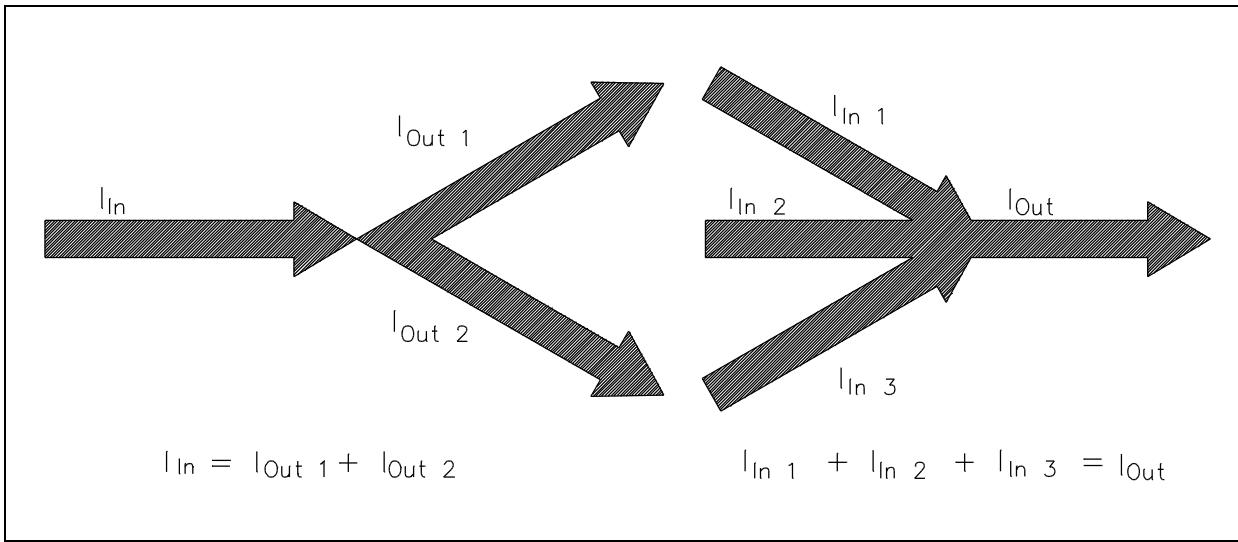 I In
I Out 1
I Out 2
I In 1
I In 2
I Out
I In 3
I In = I Out 1 + I Out 2
I In 1 + I In 2 + I In 3 = I Out